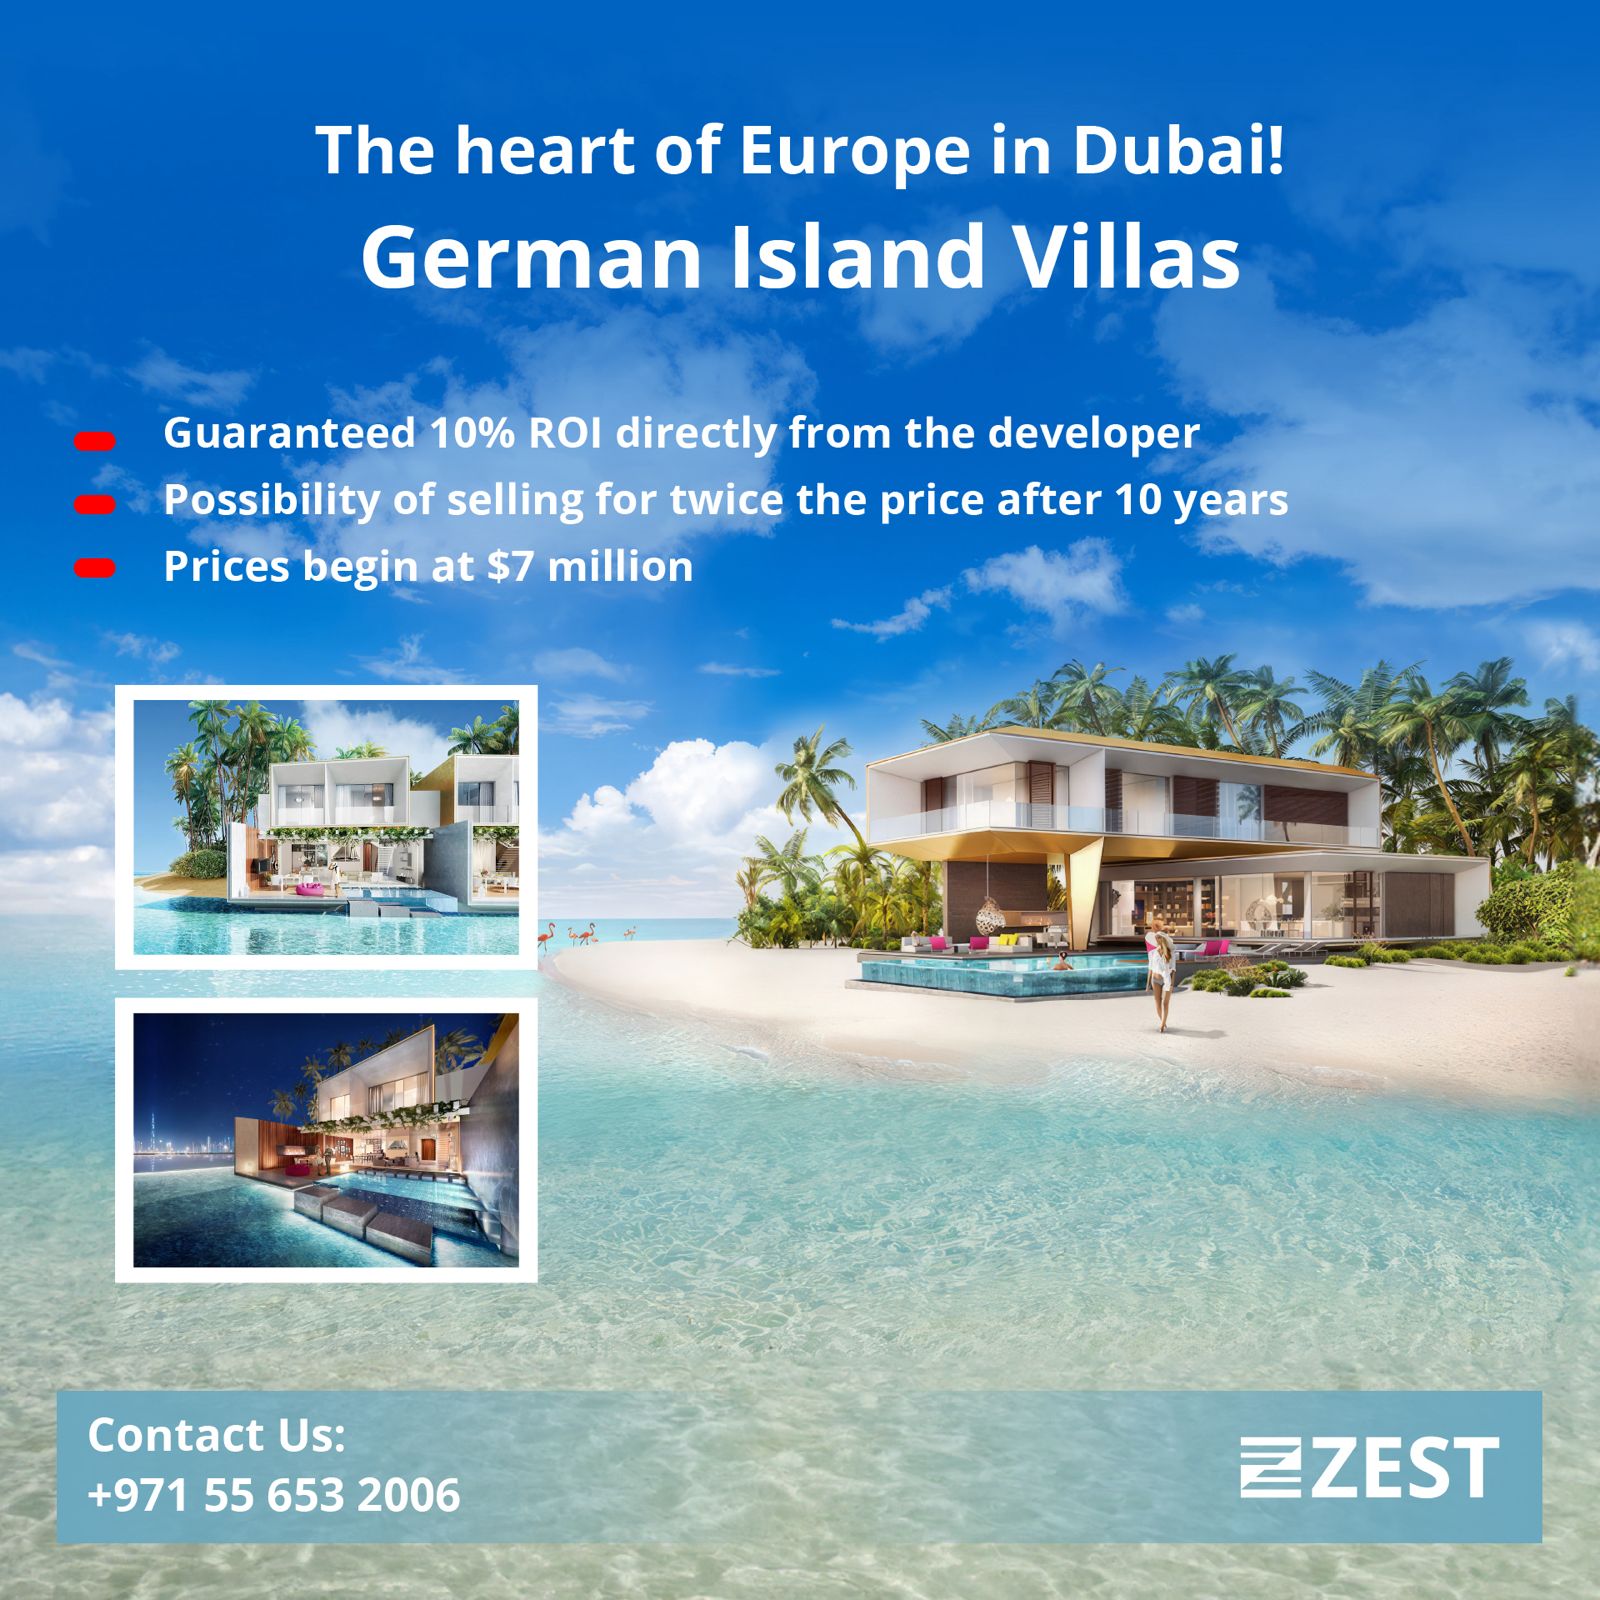 The heart of Europe in Dubai!
German Island Villas
Guaranteed 10% ROI directly from the developer
Possibility of selling for twice the price after 10 years
Prices begin at $7 million
Contact Us:
+971 55 653 2006
ZEST